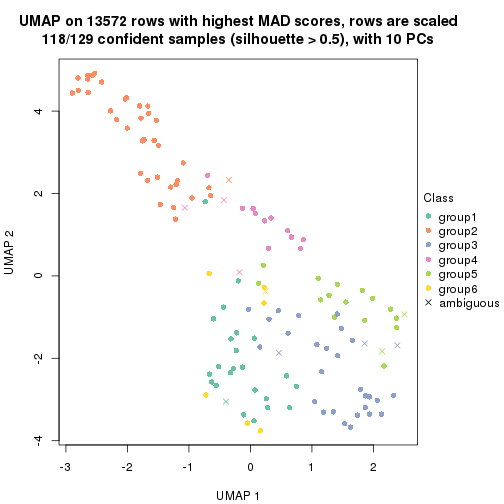 UMAP on 13572 rows with highest MAD scores, rows are scaled
118/129 confident samples (silhouette > 0.5), with 10 PCs
UMAP 2
4
2
0
-2
-4
-3
-2
-1
0
1
2
UMAP 1
Class
group1
group2
group3
group4
group5
group6
ambiguous